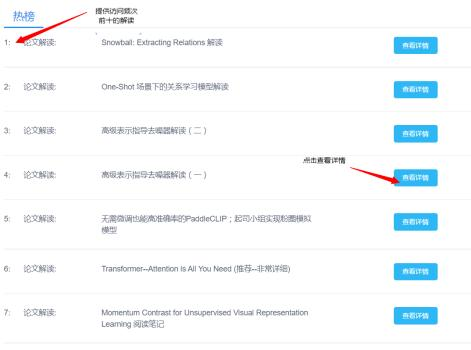 热榜
提供访问频次
前十的解读
1: 论文解读: Snowball: Extracting Relations 解读 查看详情
2: 论文解读: One-Shot 场景下的关系学习模型解读 查看详情
3: 论文解读: 高级表示指导去噪器解读（二） 查看详情
点击查看详情
4: 论文解读: 高级表示指导去噪器解读（一） 查看详情
5: 论文解读: 无需微调也能高准确率的PaddleCLIP；起司小组实现粉圈模拟 查看详情
模型
6: 论文解读: Transformer--Attention Is All You Need (推荐--非常详细) 查看详情
7: 论文解读: Momentum Contrast for Unsupervised Visual Representation 查看详情
Learning 阅读笔记